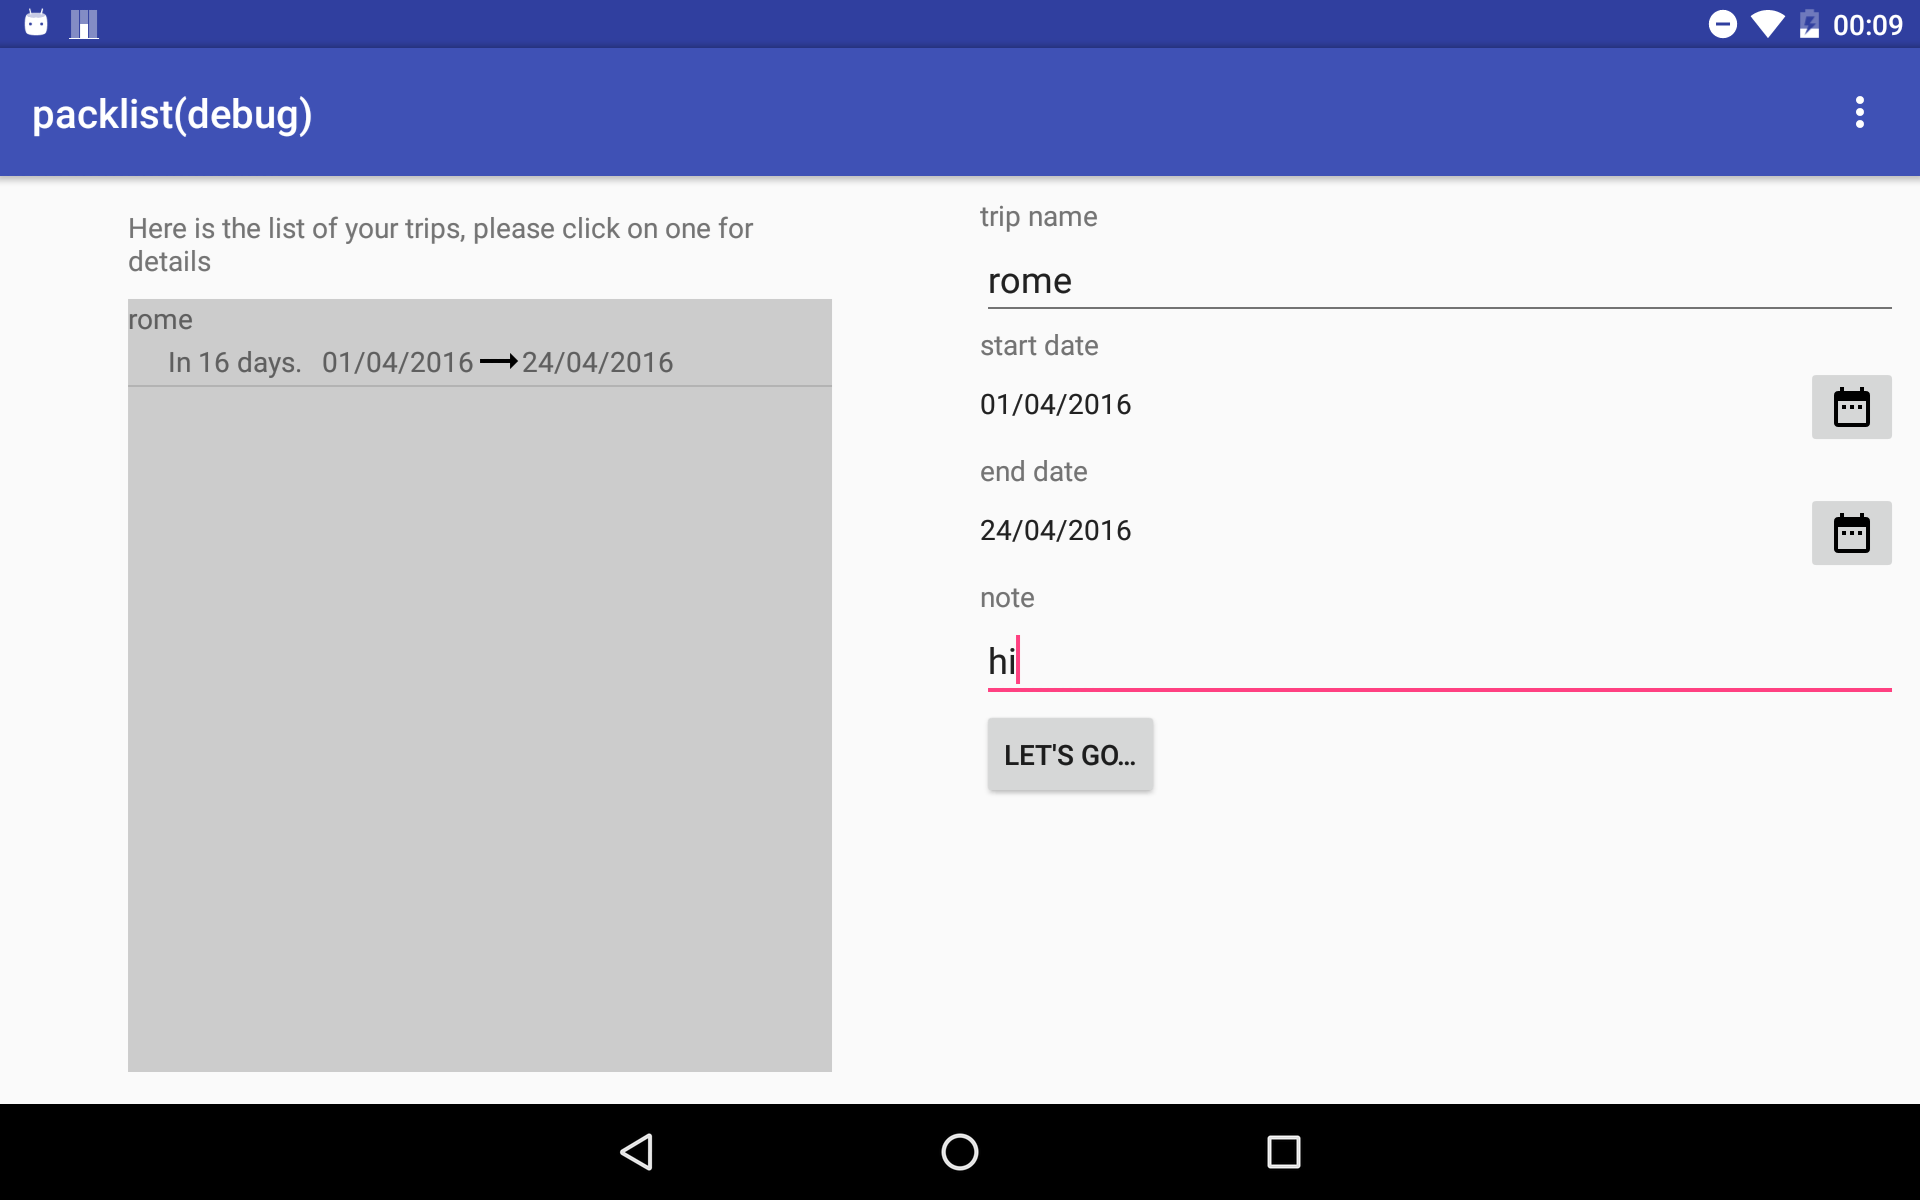 00:09
packlist(debug)
Here is the list of your trips, please click on one for
details
rome
In 16 days. 01/04/2016 24/04/2016
trip name
rome
start date
01/04/2016
end date
24/04/2016
note
hi
LET'S GO...